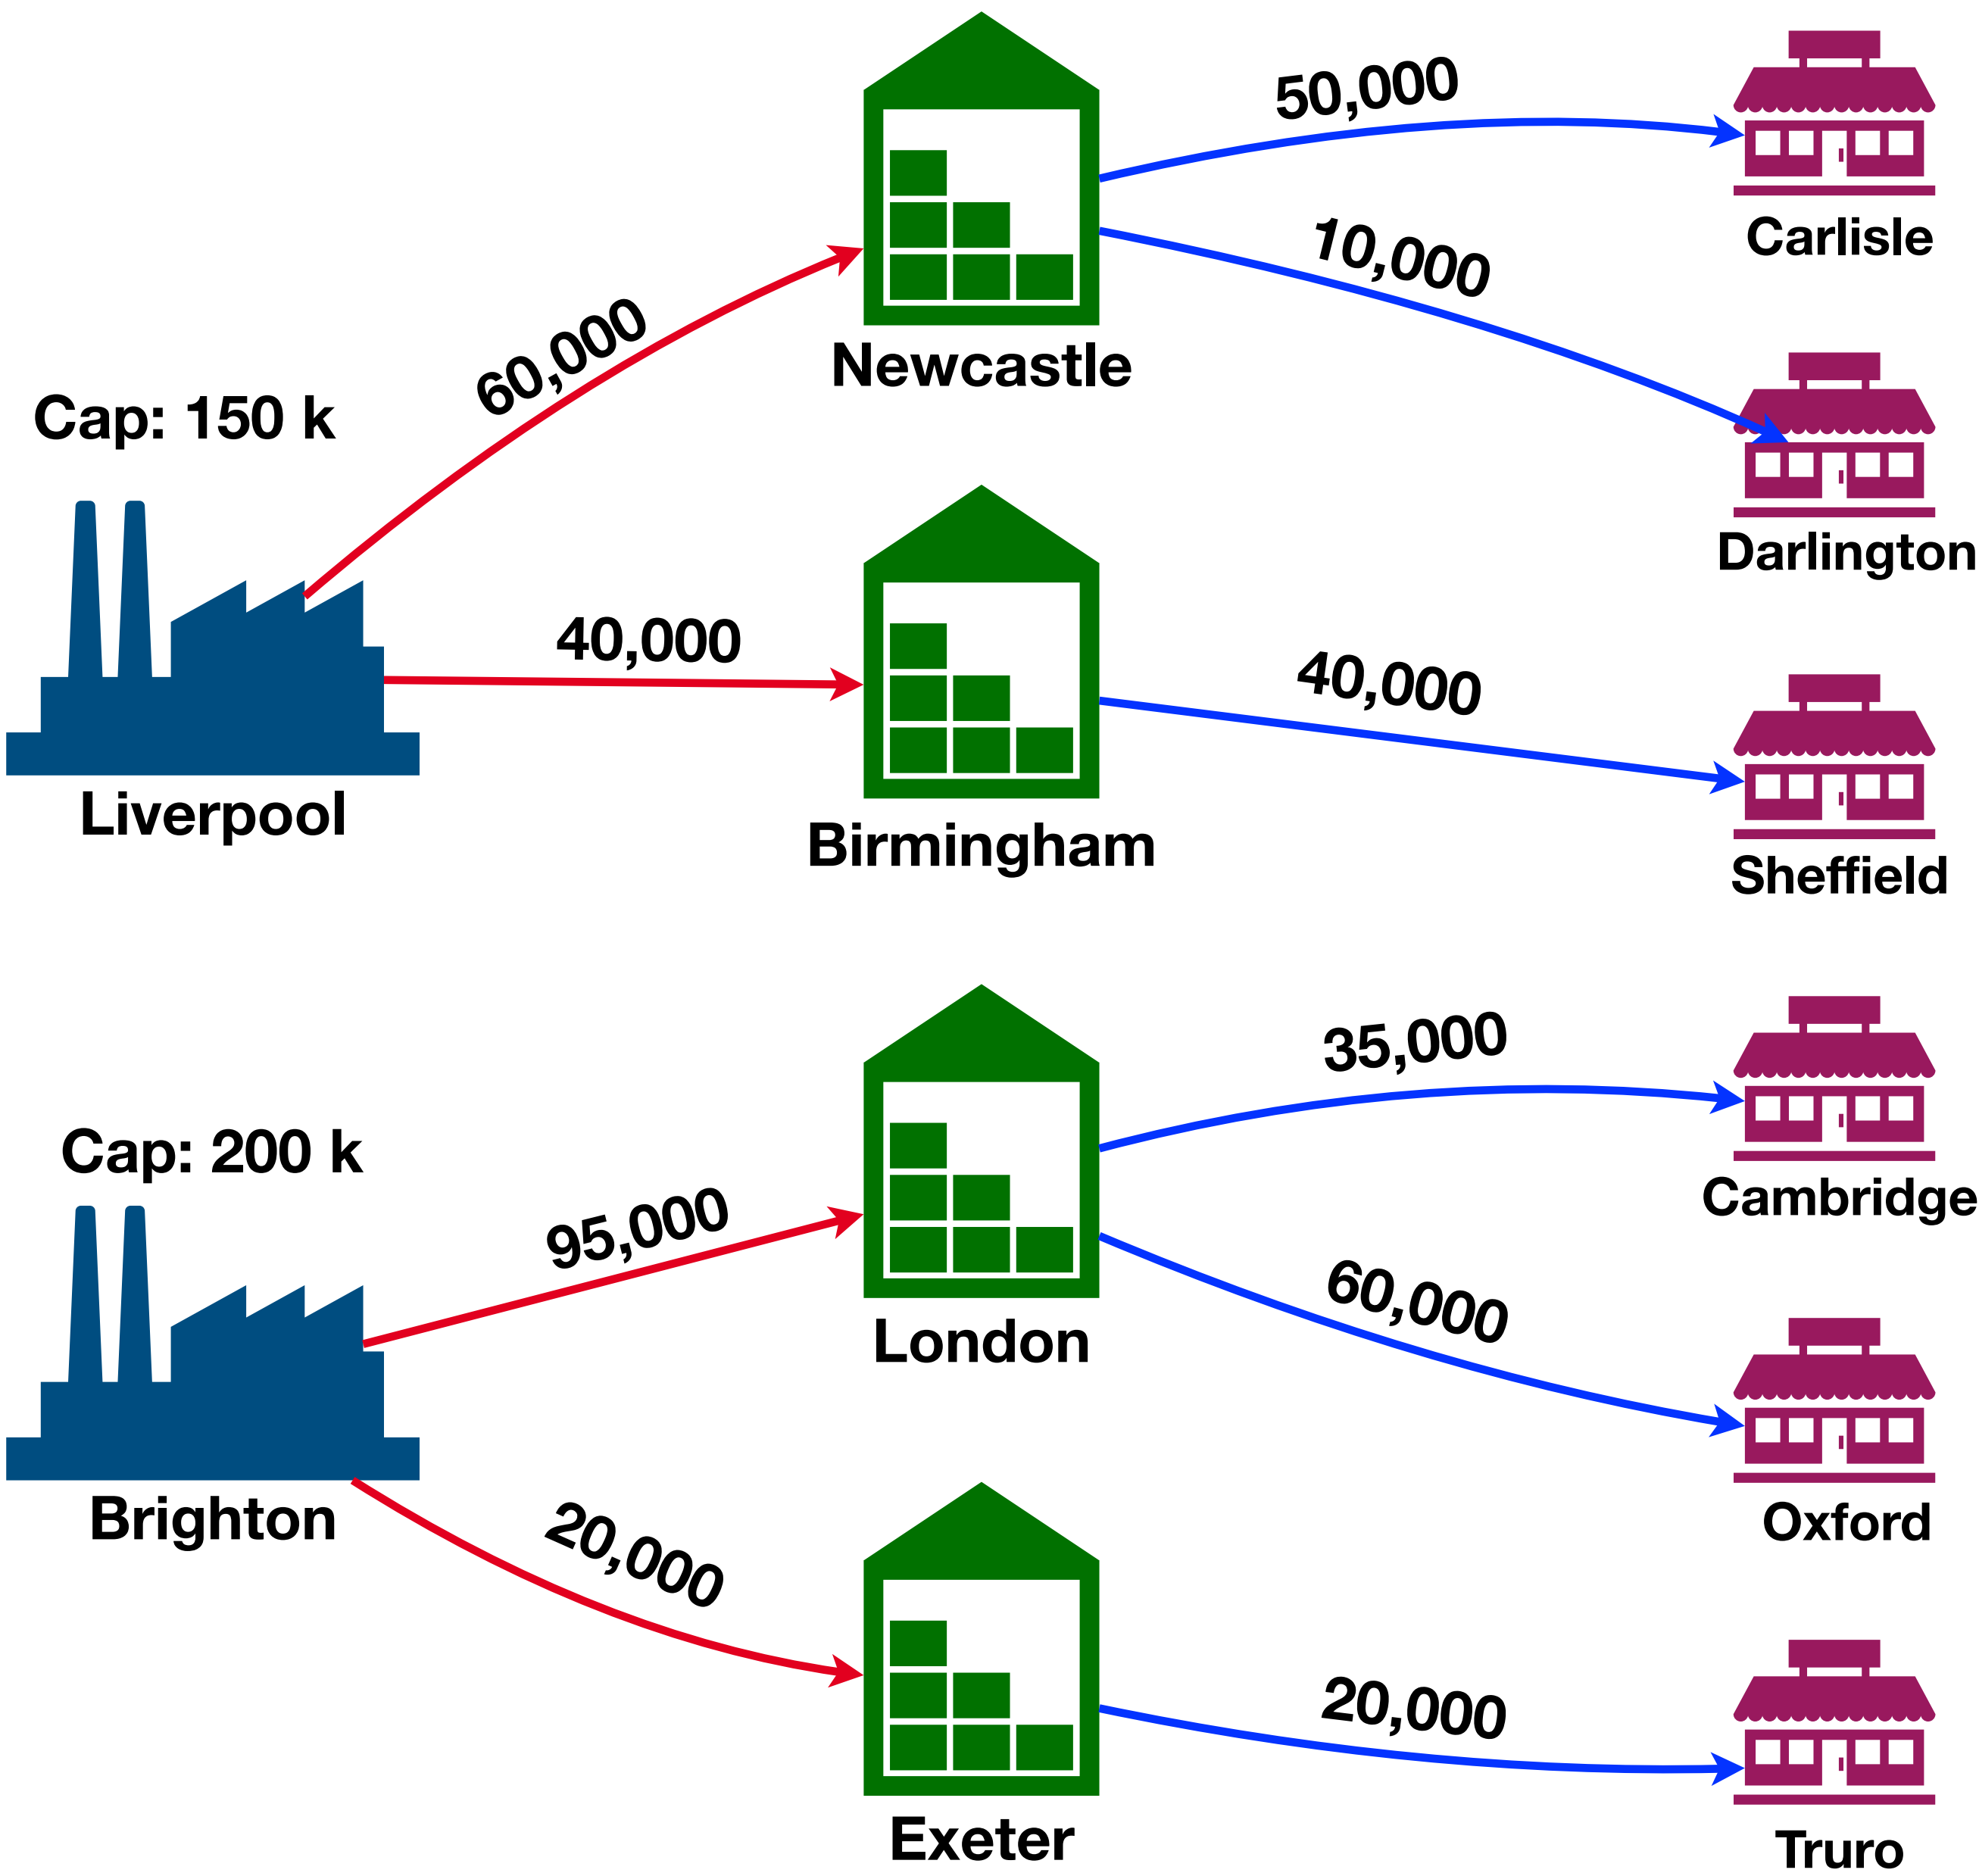 50,000
Carlisle
10,000
60,000
Newcastle
Cap: 150 k
Darlington
40,000
40,000
Liverpool
Birmingham
Sheffield
35,000
Cap: 200 k
95,000
Cambridge
60,000
London
Brighton
Oxford
20,000
20,000
Exeter
Truro